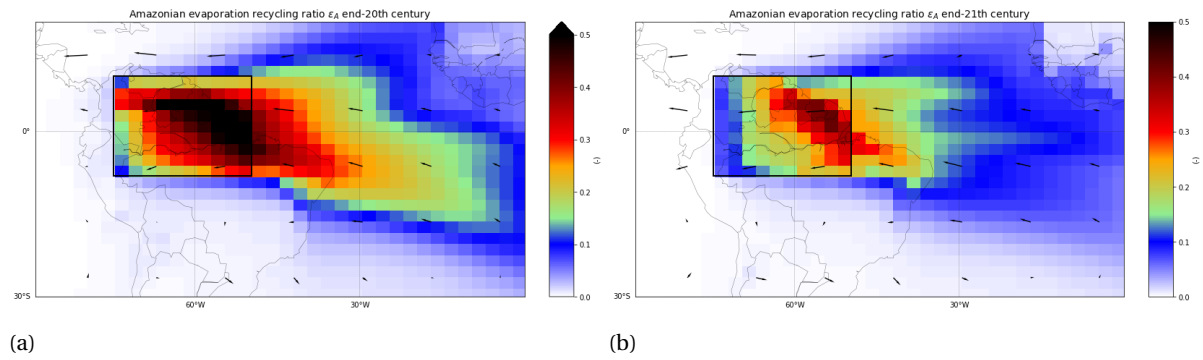 Amazonian evaporation recycling ratio ε_A end-20th century
0.5
0.4
0.3
(-)
0.2
0.1
0.0
0°
30°S
60°W
30°W
(a)
Amazonian evaporation recycling ratio ε_A end-21th century
0.5
0.4
0.3
(-)
0.2
0.1
0.0
0°
30°S
60°W
30°W
(b)